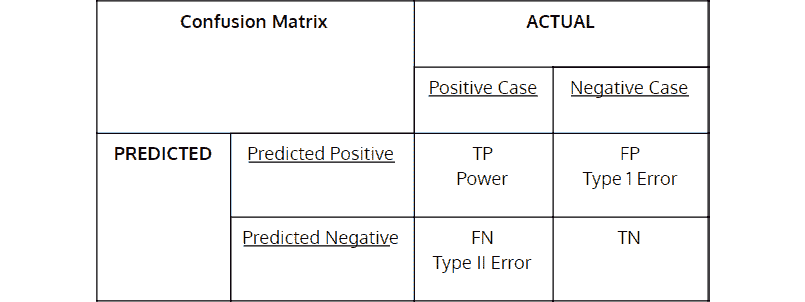 Confusion Matrix
ACTUAL
Positive Case
Negative Case
PREDICTED
Predicted Positive
TP
Power
FP
Type 1 Error
Predicted Negative
FN
Type II Error
TN